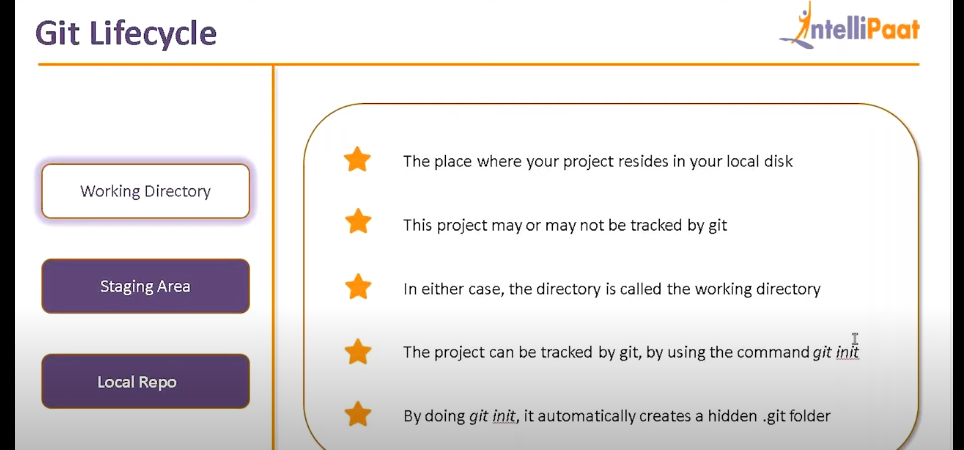 Git Lifecycle
IntelliPaat
Working Directory
Staging Area
Local Repo
The place where your project resides in your local disk
This project may or may not be tracked by git
In either case, the directory is called the working directory
The project can be tracked by git, by using the command git init
By doing git init, it automatically creates a hidden .git folder